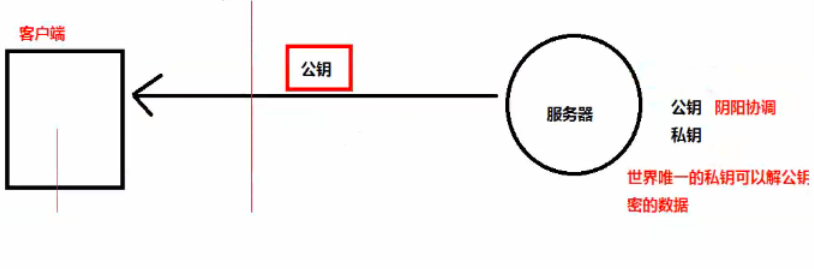 客户端
公钥
服务器
公钥 阴阳协调
私钥
世界唯一的私钥可以解公钥
密的数据